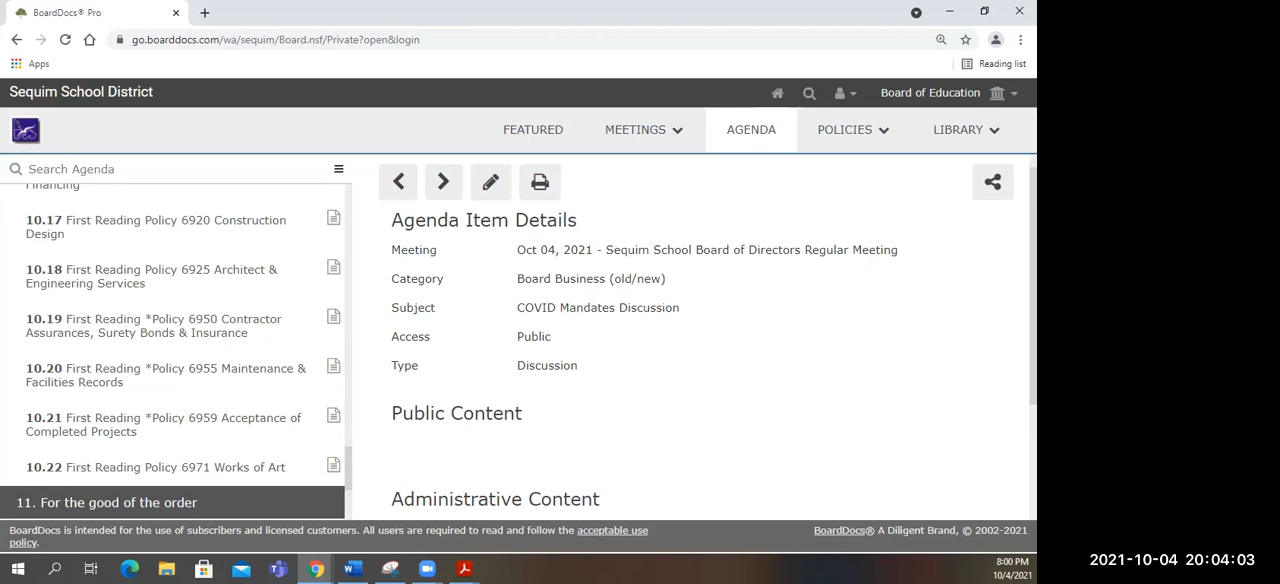 BoardDocs® Pro
go.boarddocs.com/wa/sequim/Board.nsf/Private?open&login
Apps
Reading list
Sequim School District
Board of Education
FEATURED
MEETINGS
AGENDA
POLICIES
LIBRARY
Search Agenda
Financing
10.17 First Reading Policy 6920 Construction
Design
10.18 First Reading Policy 6925 Architect &
Engineering Services
10.19 First Reading *Policy 6950 Contractor
Assurances, Surety Bonds & Insurance
10.20 First Reading *Policy 6955 Maintenance &
Facilities Records
10.21 First Reading *Policy 6959 Acceptance of
Completed Projects
10.22 First Reading Policy 6971 Works of Art
11. For the good of the order
Agenda Item Details
Meeting Oct 04, 2021 - Sequim School Board of Directors Regular Meeting
Category Board Business (old/new)
Subject COVID Mandates Discussion
Access Public
Type Discussion
Public Content
Administrative Content
BoardDocs is intended for the use of subscribers and licensed customers. All users are required to read and follow the acceptable use
policy.
BoardDocs® A Diligent Brand, © 2002-2021
8:00 PM
10/4/2021
2021-10-04 20:04:03